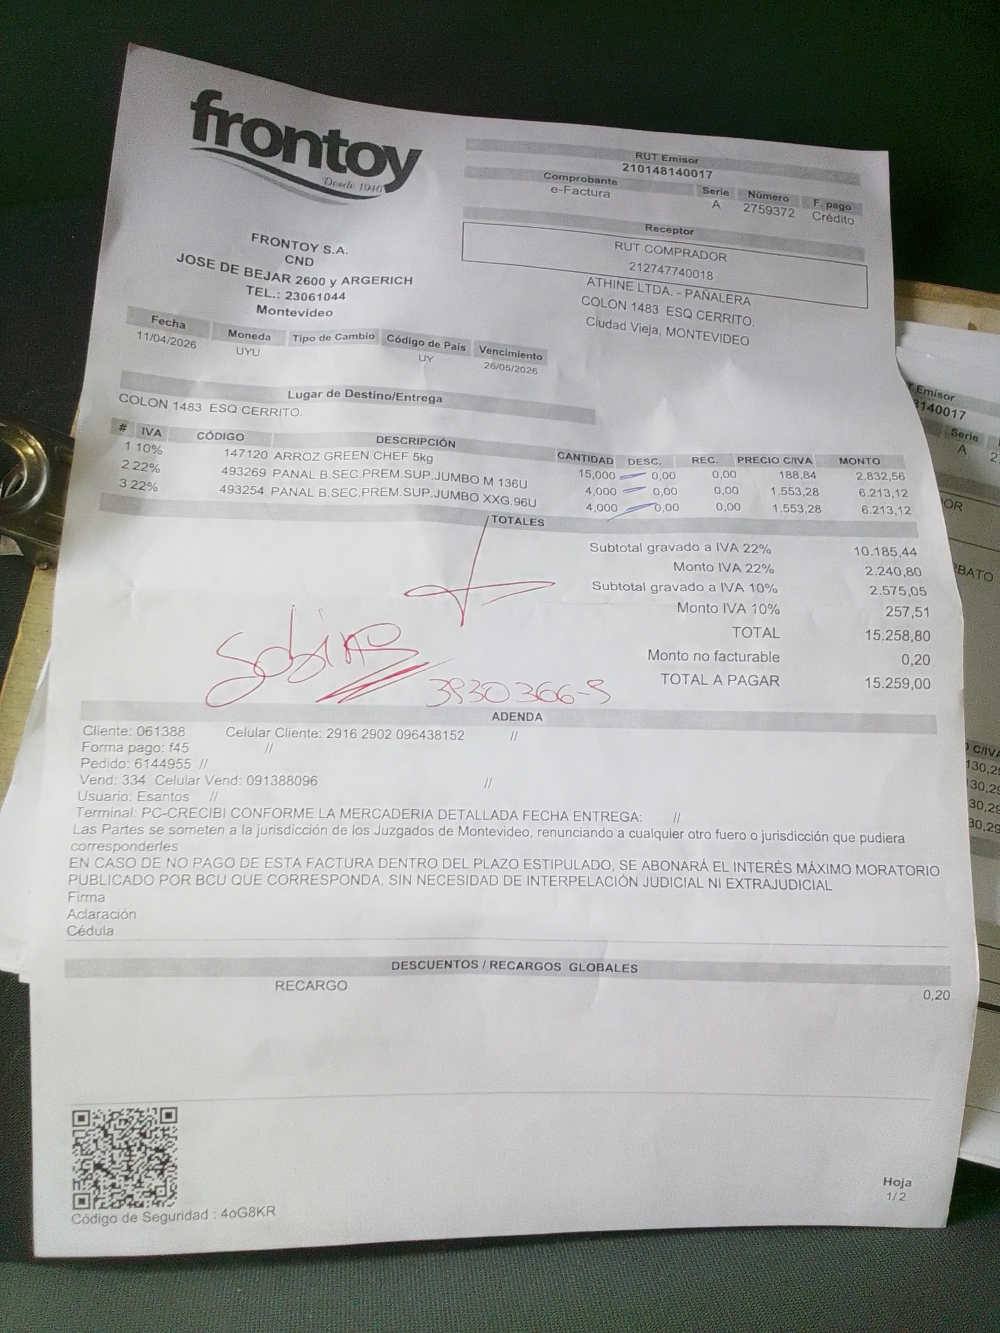 frontoy
Desde 1946
RUT Emisor
210148140017
Comprobante Serie Número F. pago
e-Factura A 2759372 Crédito
Receptor
RUT COMPRADOR
212747740018
ATHINE LTDA. - PAÑALERA
COLON 1483 ESQ CERRITO.
Ciudad Vieja, MONTEVIDEO
FRONTOY S.A.
CND
JOSE DE BEJAR 2600 y ARGERICH
TEL.: 23061044
Montevideo
Fecha Moneda Tipo de Cambio Código de País Vencimiento
11/04/2026 UYU UY 26/05/2026
Lugar de Destino/Entrega
COLON 1483 ESQ CERRITO.
# IVA CÓDIGO DESCRIPCIÓN CANTIDAD DESC. REC. PRECIO C/IVA MONTO
1 10% 147120 ARROZ GREEN CHEF 5kg 15,000 0,00 0,00 188,84 2.832,56
2 22% 493269 PANAL B.SEC.PREM.SUP.JUMBO M 136U 4,000 0,00 0,00 1.553,28 6.213,12
3 22% 493254 PANAL B.SEC.PREM.SUP.JUMBO XXG.96U 4,000 0,00 0,00 1.553,28 6.213,12
TOTALES
Subtotal gravado a IVA 22% 10.185,44
Monto IVA 22% 2.240,80
Subtotal gravado a IVA 10% 2.575,05
Monto IVA 10% 257,51
TOTAL 15.258,80
Monto no facturable 0,20
TOTAL A PAGAR 15.259,00
ADENDA
Cliente: 061388 Celular Cliente: 2916 2902 096438152 //
Forma pago: f45 //
Pedido: 6144955 //
Vend: 334 Celular Vend: 091388096 //
Usuario: Esantos //
Terminal: PC-CRECIBI CONFORME LA MERCADERIA DETALLADA FECHA ENTREGA: //
Las Partes se someten a la jurisdicción de los Juzgados de Montevideo, renunciando a cualquier otro fuero o jurisdicción que pudiera
corresponderles
EN CASO DE NO PAGO DE ESTA FACTURA DENTRO DEL PLAZO ESTIPULADO, SE ABONARÁ EL INTERÉS MÁXIMO MORATORIO
PUBLICADO POR BCU QUE CORRESPONDA, SIN NECESIDAD DE INTERPELACIÓN JUDICIAL NI EXTRAJUDICIAL
Firma
Aclaración
Cédula
DESCUENTOS / RECARGOS GLOBALES
RECARGO 0,20
Código de Seguridad : 4oG8KR
Hoja
1/2
Emisor
Serie
A
C/IVA